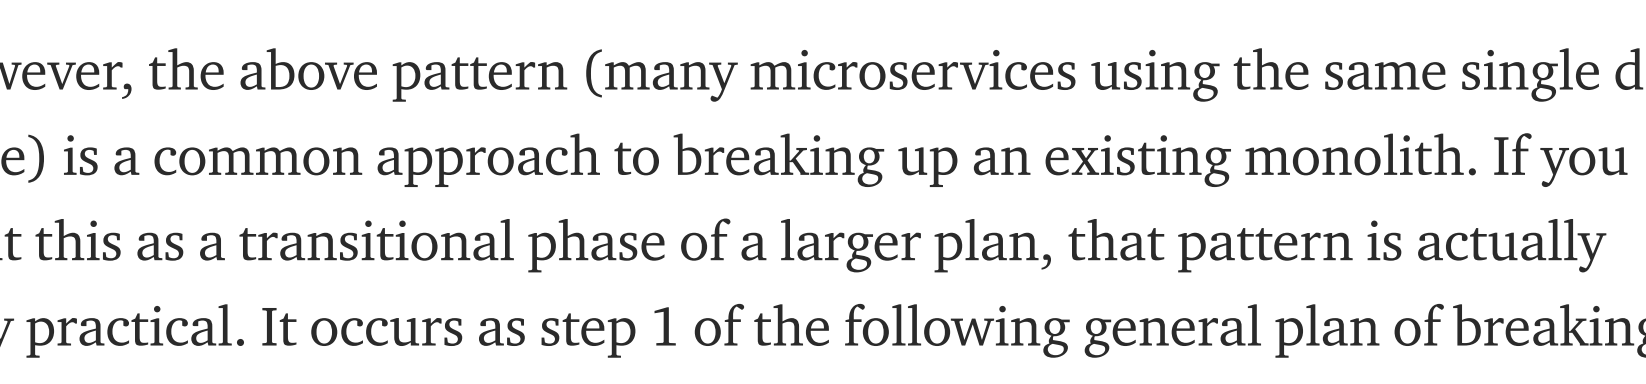 wever, the above pattern (many microservices using the same single d
e) is a common approach to breaking up an existing monolith. If you
t this as a transitional phase of a larger plan, that pattern is actually
y practical. It occurs as step 1 of the following general plan of breaking